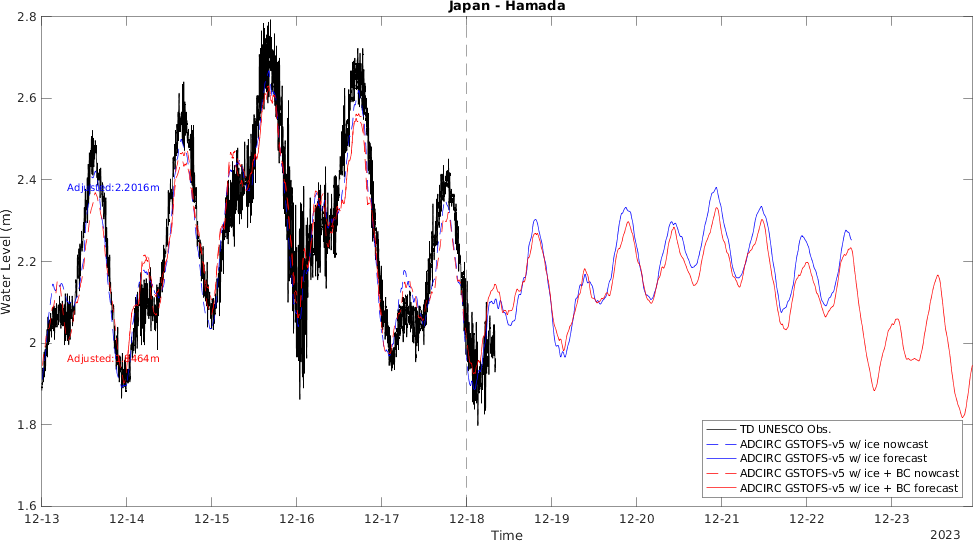 Japan - Hamada
2.8
2.6
2.4
2.2
2
1.8
1.6
Water Level (m)
Adjusted:2.2016m
TD UNESCO Obs.
ADCIRC GSTOFS-v5 w/ ice nowcast
ADCIRC GSTOFS-v5 w/ ice forecast
ADCIRC GSTOFS-v5 w/ ice + BC nowcast
ADCIRC GSTOFS-v5 w/ ice + BC forecast
12-13 12-14 12-15 12-16 12-17 12-18 12-19 12-20 12-21 12-22 12-23
Time
2023